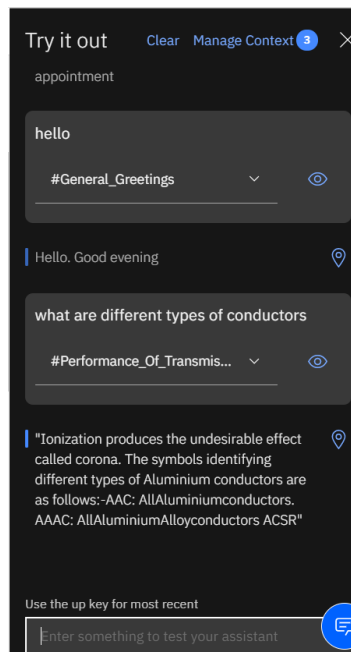 Try it out Clear Manage Context 3
appointment
hello
#General_Greetings
Hello. Good evening
what are different types of conductors
#Performance_Of_Transmis...
"Ionization produces the undesirable effect
called corona. The symbols identifying
different types of Aluminium conductors are
as follows:-AAC: AllAluminiumconductors.
AAAC: AllAluminiumAlloyconductors ACSR"
Use the up key for most recent
Enter something to test your assistant